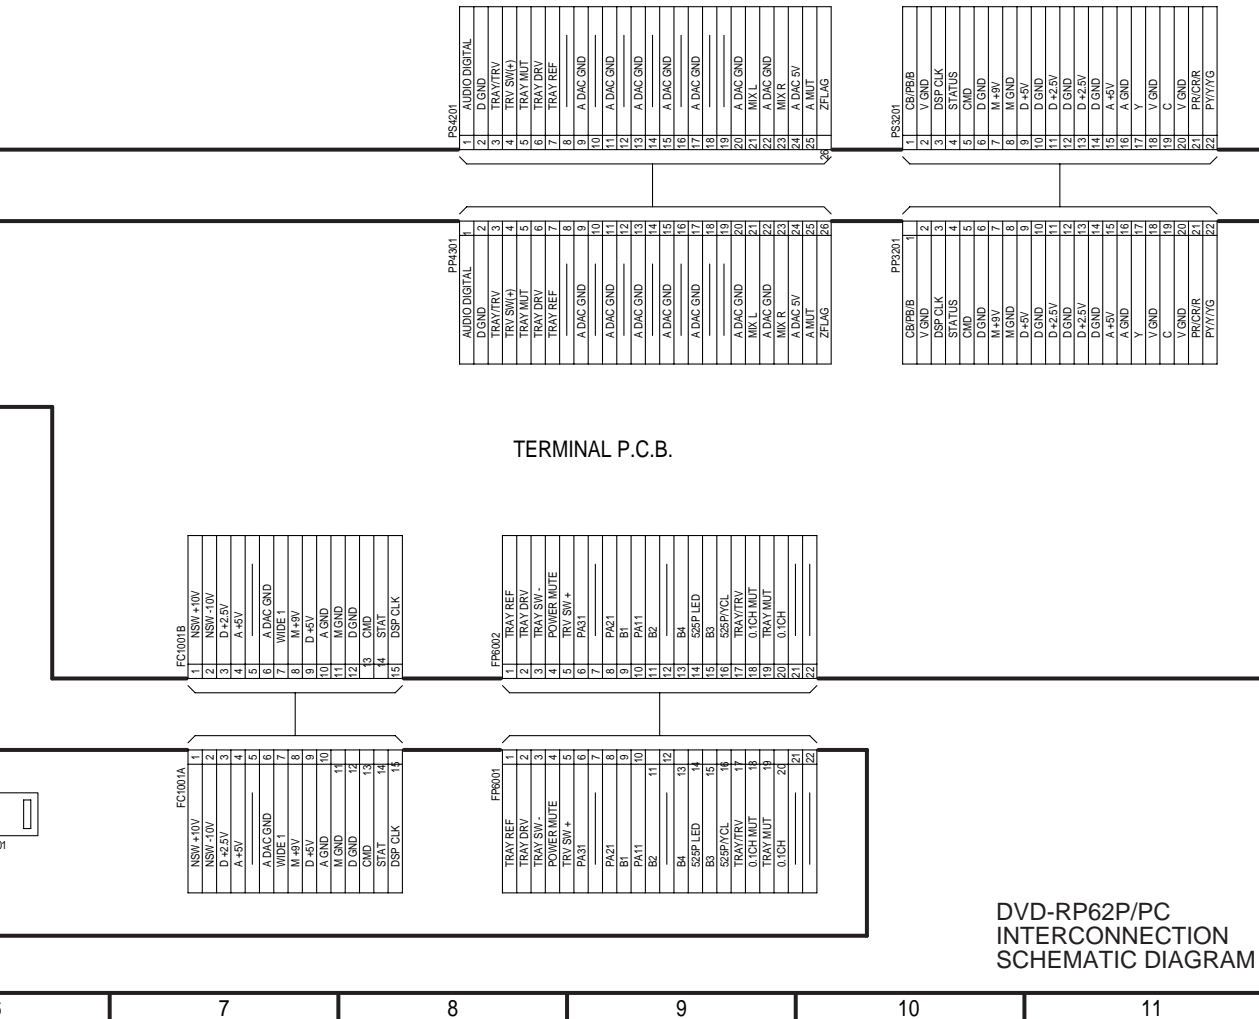 PS4201
1 AUDIO DIGITAL
2 D GND
3 TRAY/TRV
4 TRV SW(+)
5 TRAY MUT
6 TRAY DRV
7 TRAY REF
8
9 A DAC GND
10
11 A DAC GND
12
13 A DAC GND
14
15 A DAC GND
16
17 A DAC GND
18
19
20 A DAC GND
21 MIX L
22 A DAC GND
23 MIX R
24 A DAC 5V
25 A MUT
26 ZFLAG
PS3201
1 CB/PB/B
2 V GND
3 DSP CLK
4 STATUS
5 CMD
6 D GND
7 M +9V
8 M GND
9 D +5V
10 D GND
11 D +2.5V
12 D GND
13 D +2.5V
14 D GND
15 A +5V
16 A GND
17 Y
18 V GND
19 C
20 V GND
21 PR/CR/R
22 PY/Y/YG
PP4301
1 AUDIO DIGITAL
2 D GND
3 TRAY/TRV
4 TRV SW(+)
5 TRAY MUT
6 TRAY DRV
7 TRAY REF
8
9 A DAC GND
10
11 A DAC GND
12
13 A DAC GND
14
15 A DAC GND
16
17 A DAC GND
18
19
20 A DAC GND
21 MIX L
22 A DAC GND
23 MIX R
24 A DAC 5V
25 A MUT
26 ZFLAG
PP3201
1 CB/PB/B
2 V GND
3 DSP CLK
4 STATUS
5 CMD
6 D GND
7 M +9V
8 M GND
9 D +5V
10 D GND
11 D +2.5V
12 D GND
13 D +2.5V
14 D GND
15 A +5V
16 A GND
17 Y
18 V GND
19 C
20 V GND
21 PR/CR/R
22 PY/Y/YG
TERMINAL P.C.B.
FC1001B
1 NSW +10V
2 NSW -10V
3 D +2.5V
4 A +5V
5
6 A DAC GND
7 WIDE 1
8 M +9V
9 D +5V
10 A GND
11 M GND
12 D GND
13 CMD
14 STAT
15 DSP CLK
FP6002
1 TRAY REF
2 TRAY DRV
3 TRAY SW -
4 POWER MUTE
5 TRV SW +
6 PA31
7
8 PA21
9 B1
10 PA11
11 B2
12
13 B4
14 525P LED
15 B3
16 525P/YCL
17 TRAY/TRV
18 0.1CH MUT
19 TRAY MUT
20 0.1CH
21
22
FC1001A
1 NSW +10V
2 NSW -10V
3 D +2.5V
4 A +5V
5
6 A DAC GND
7 WIDE 1
8 M +9V
9 D +5V
10 A GND
11 M GND
12 D GND
13 CMD
14 STAT
15 DSP CLK
FP6001
1 TRAY REF
2 TRAY DRV
3 TRAY SW -
4 POWER MUTE
5 TRV SW +
6 PA31
7
8 PA21
9 B1
10 PA11
11 B2
12
13 B4
14 525P LED
15 B3
16 525P/YCL
17 TRAY/TRV
18 0.1CH MUT
19 TRAY MUT
20 0.1CH
21
22
01
DVD-RP62P/PC
INTERCONNECTION
SCHEMATIC DIAGRAM
7 8 9 10 11